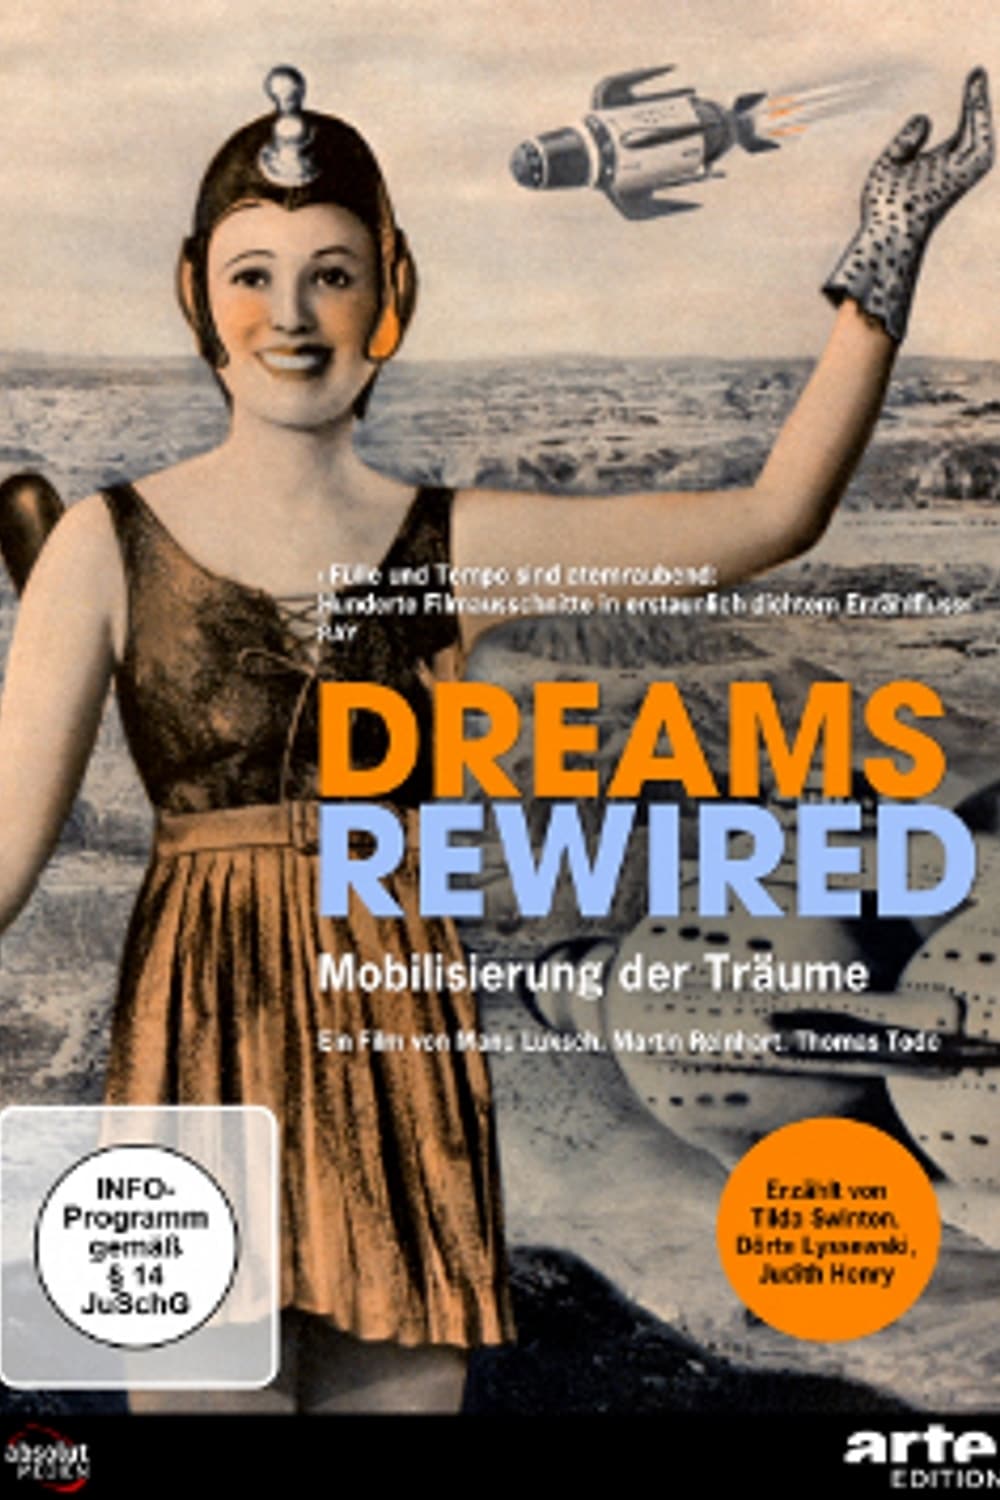 ‹Fülle und Tempo sind atemraubend:
Hunderte Filmausschnitte in erstaunlich dichtem Erzählfluss›
RAY
DREAMS
REWIRED
Mobilisierung der Träume
Ein Film von Manu Luksch, Martin Reinhart, Thomas Tode
INFO-
Programm
gemäß
§ 14
JuSchG
Erzählt von
Tilda Swinton,
Dörte Lyssewski,
Judith Henry
absolut
MEDIEN
arte
EDITION